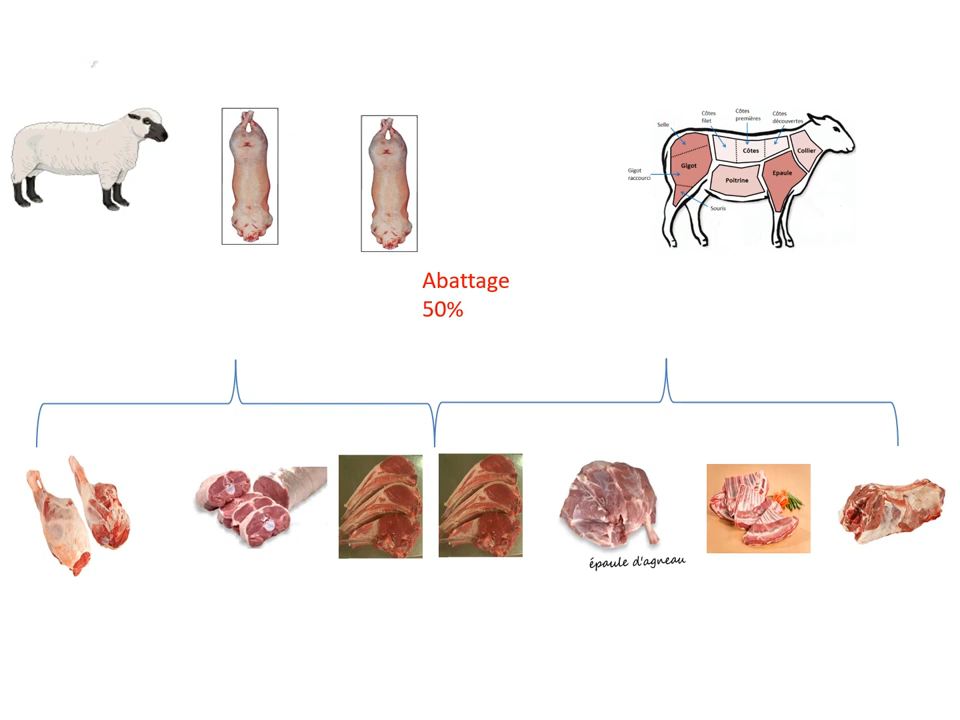 Côtes
filet
Côtes
premières
Côtes
découvertes
Selle
Côtes
Collier
Gigot
Gigot
raccourci
Poitrine
Epaule
Souris
Abattage
50%
épaule d'agneau